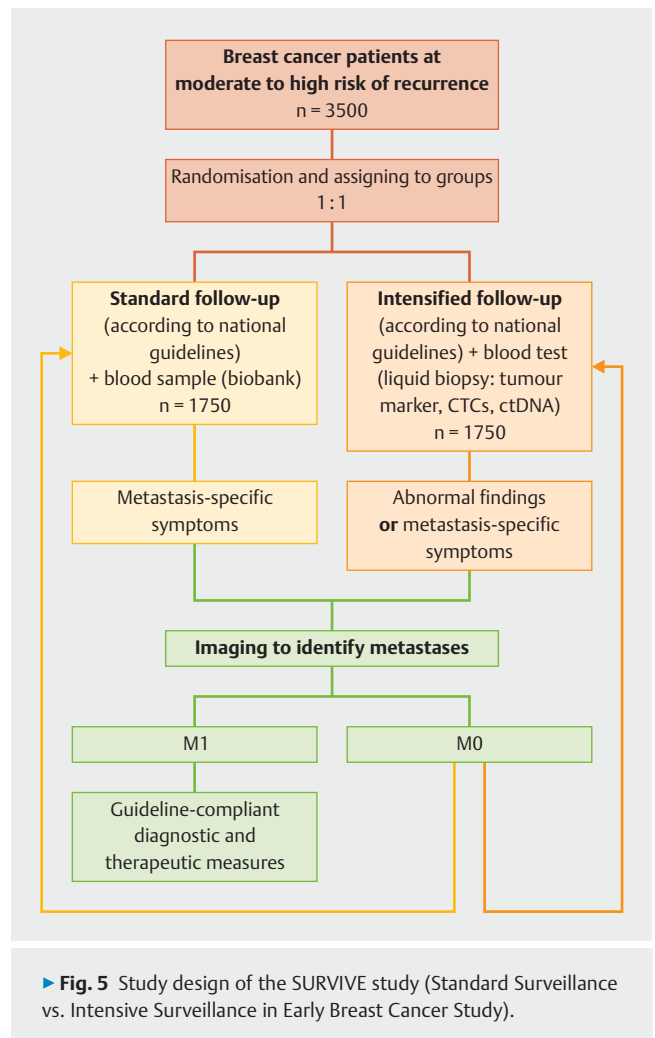 Breast cancer patients at
moderate to high risk of recurrence
n = 3500
Randomisation and assigning to groups
1 : 1
Standard follow-up
(according to national
guidelines)
+ blood sample (biobank)
n = 1750
Intensified follow-up
(according to national
guidelines) + blood test
(liquid biopsy: tumour
marker, CTCs, ctDNA)
n = 1750
Metastasis-specific
symptoms
Abnormal findings
or metastasis-specific
symptoms
Imaging to identify metastases
M1
M0
Guideline-compliant
diagnostic and
therapeutic measures
► Fig. 5 Study design of the SURVIVE study (Standard Surveillance
vs. Intensive Surveillance in Early Breast Cancer Study).